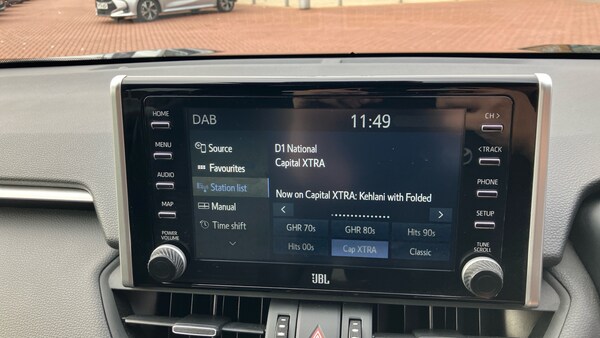 DAB 11:49
HOME
MENU
AUDIO
MAP
POWER
VOLUME
Source
Favourites
Station list
Manual
Time shift
D1 National
Capital XTRA
Now on Capital XTRA: Kehlani with Folded
GHR 70s GHR 80s Hits 90s
Hits 00s Cap XTRA Classic
CH >
< TRACK
PHONE
SETUP
TUNE
SCROLL
JBL